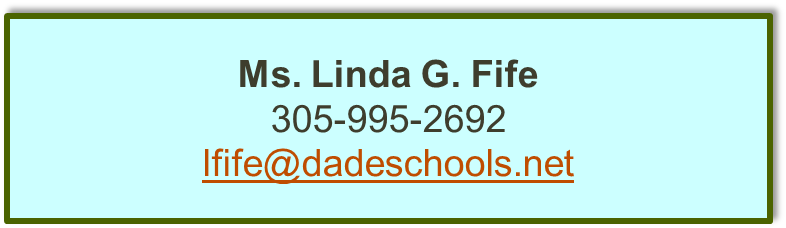 Ms. Linda G. Fife
305-995-2692
lfife@dadeschools.net